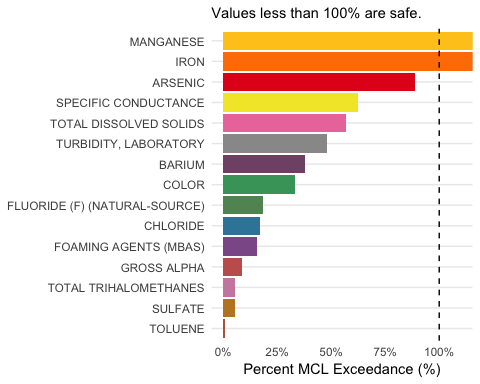 Values less than 100% are safe.
MANGANESE
IRON
ARSENIC
SPECIFIC CONDUCTANCE
TOTAL DISSOLVED SOLIDS
TURBIDITY, LABORATORY
BARIUM
COLOR
FLUORIDE (F) (NATURAL-SOURCE)
CHLORIDE
FOAMING AGENTS (MBAS)
GROSS ALPHA
TOTAL TRIHALOMETHANES
SULFATE
TOLUENE
0% 25% 50% 75% 100%
Percent MCL Exceedance (%)